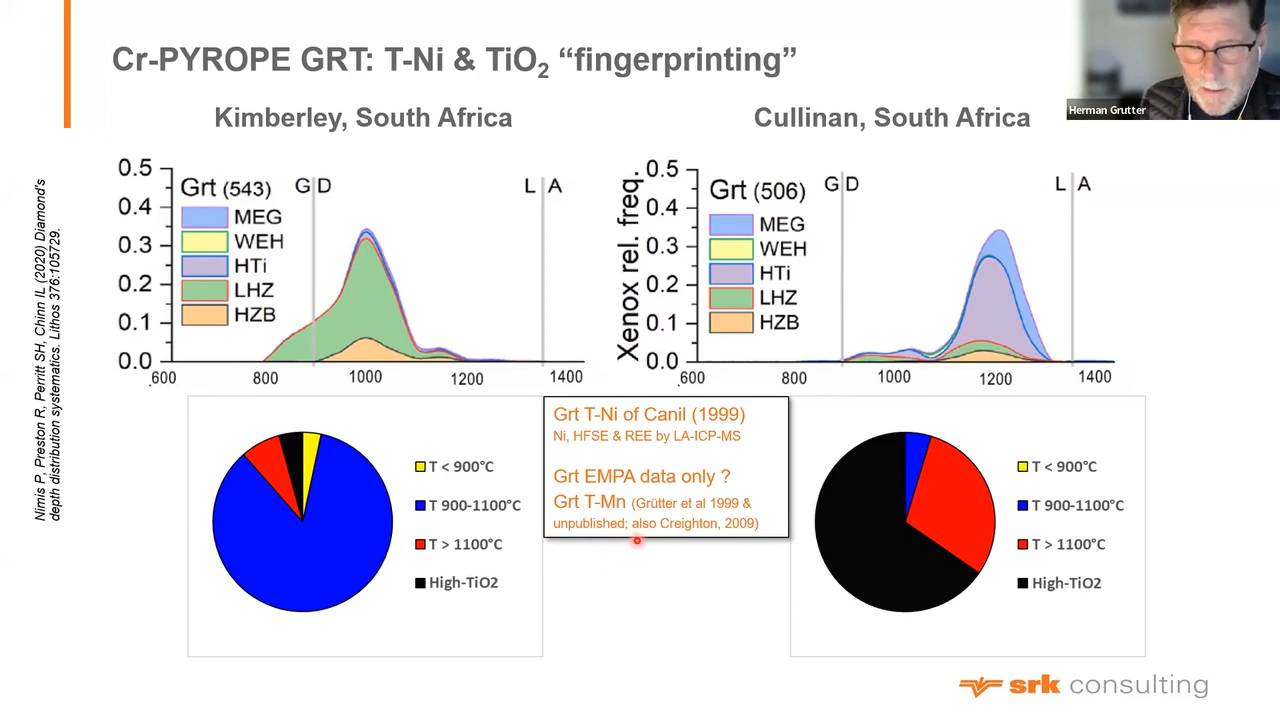 Cr-PYROPE GRT: T-Ni & TiO2 “fingerprinting”
Herman Grutter
Kimberley, South Africa
Cullinan, South Africa
Nimis P, Preston R, Perritt SH, Chinn IL (2020) Diamond's
depth distribution systematics. Lithos 376:105729.
0.5
0.4
0.3
0.2
0.1
0.0
Grt (543)
G D
L A
MEG
WEH
HTi
LHZ
HZB
600 800 1000 1200 1400
Xenox rel. freq.
0.5
0.4
0.3
0.2
0.1
0.0
Grt (506)
G D
L A
MEG
WEH
HTi
LHZ
HZB
600 800 1000 1200 1400
T < 900°C
T 900-1100°C
T > 1100°C
High-TiO2
Grt T-Ni of Canil (1999)
Ni, HFSE & REE by LA-ICP-MS
Grt EMPA data only ?
Grt T-Mn (Grütter et al 1999 &
unpublished; also Creighton, 2009)
T < 900°C
T 900-1100°C
T > 1100°C
High-TiO2
srk consulting